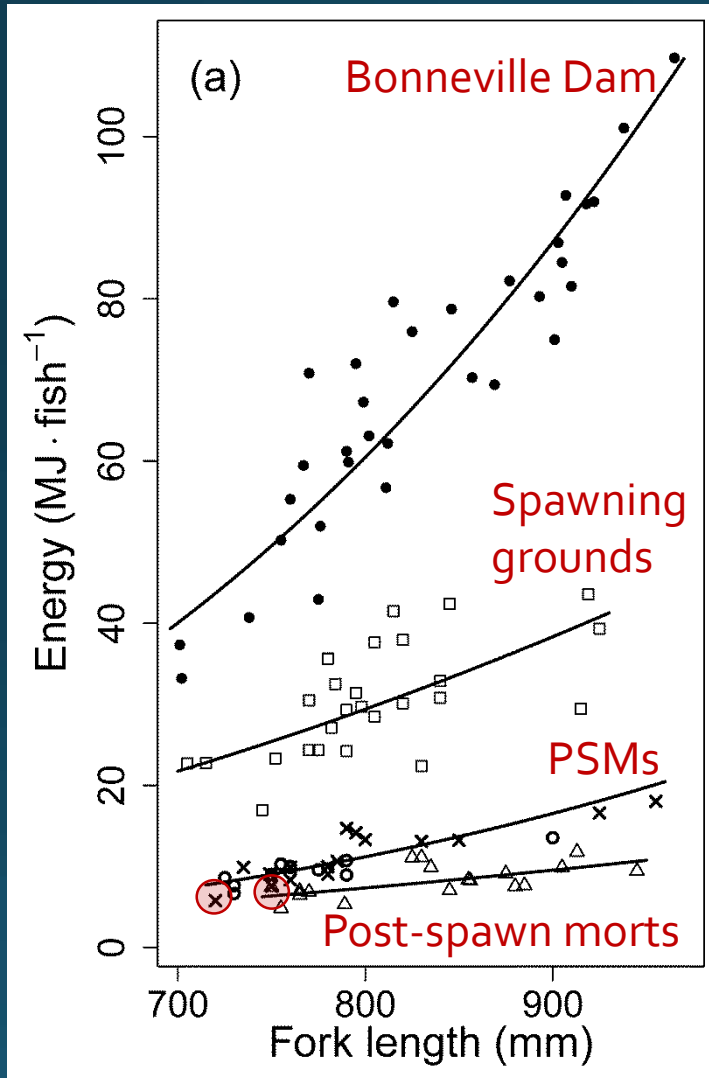 (a)
Bonneville Dam
Spawning
grounds
PSMs
Post-spawn morts
Energy (MJ · fish⁻¹)
100
80
60
40
20
0
700
800
900
Fork length (mm)